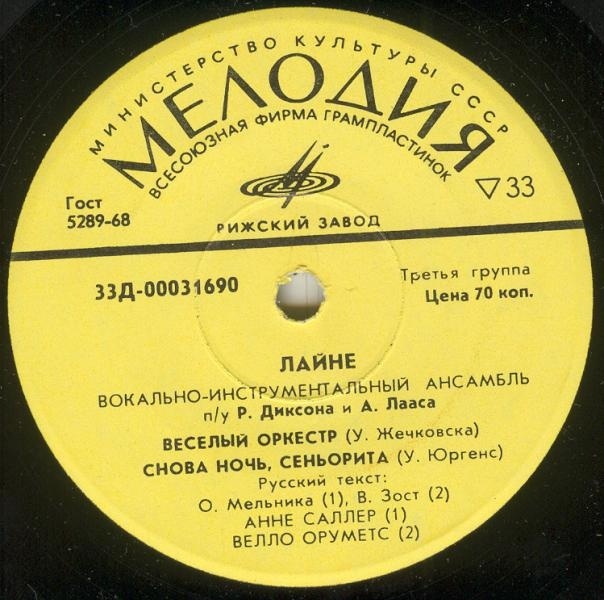 МИНИСТЕРСТВО КУЛЬТУРЫ СССР
МЕЛОДИЯ
ВСЕСОЮЗНАЯ ФИРМА ГРАМПЛАСТИНОК
Гост
5289-68
33
РИЖСКИЙ ЗАВОД
33Д-00031690
Третья группа
Цена 70 коп.
ЛАЙНЕ
ВОКАЛЬНО-ИНСТРУМЕНТАЛЬНЫЙ АНСАМБЛЬ
п/у Р. Диксона и А. Лааса
ВЕСЕЛЫЙ ОРКЕСТР (У. Жечковска)
СНОВА НОЧЬ, СЕНЬОРИТА (У. Юргенс)
Русский текст:
О. Мельника (1), В. Зост (2)
АННЕ САЛЛЕР (1)
ВЕЛЛО ОРУМЕТС (2)